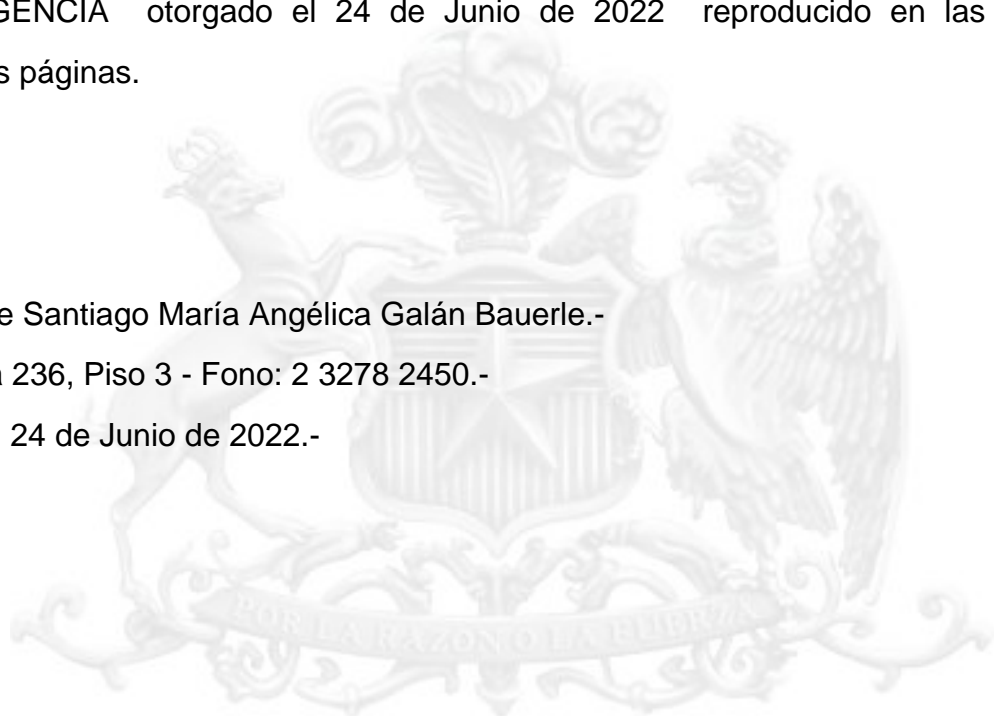 GENCIA otorgado el 24 de Junio de 2022 reproducido en las
s páginas.
e Santiago María Angélica Galán Bauerle.-
236, Piso 3 - Fono: 2 3278 2450.-
24 de Junio de 2022.-
POR LA RAZON O LA FUERZA